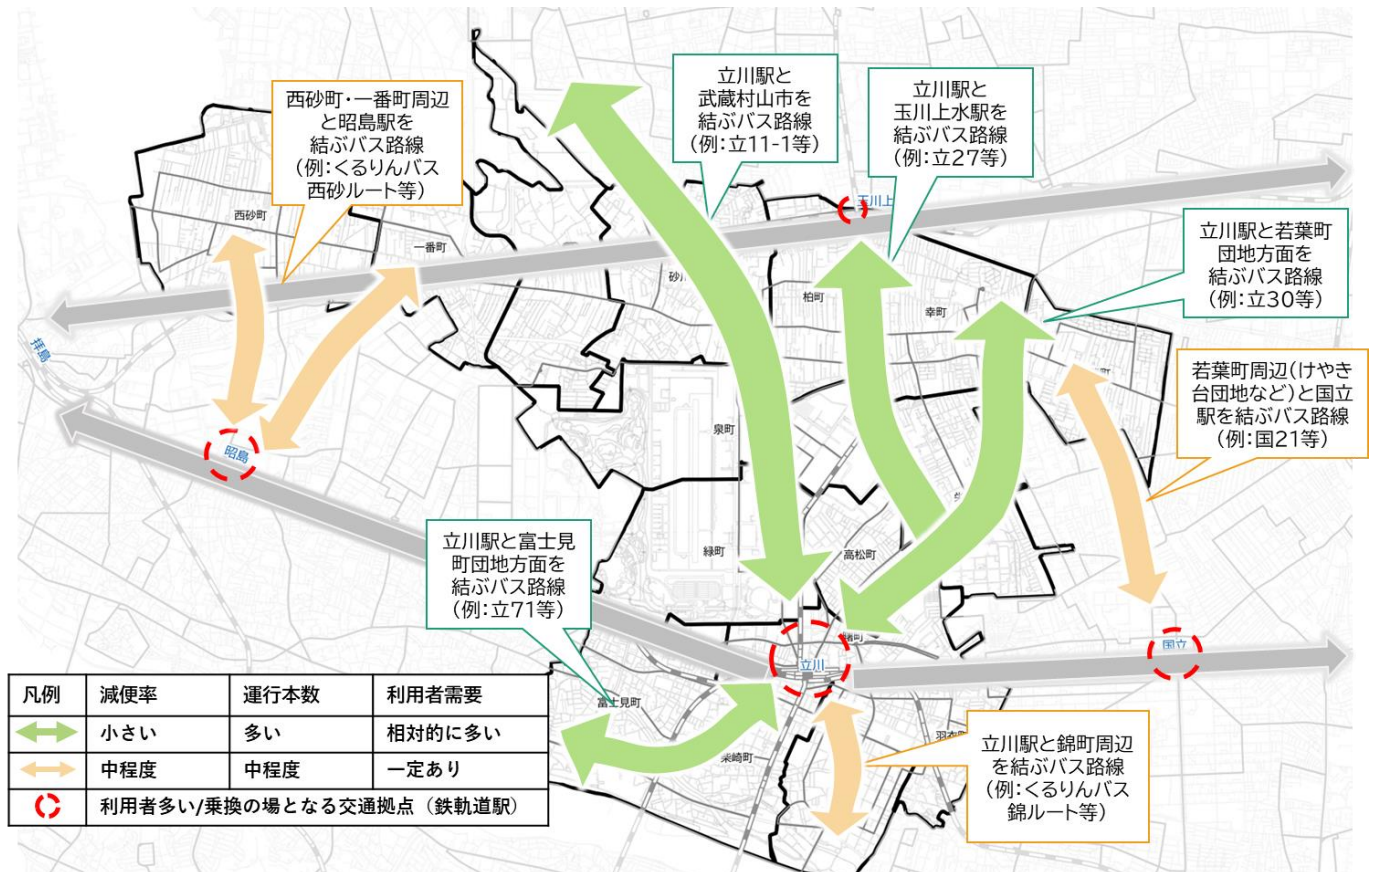 西砂町・一番町周辺
と昭島駅を
結ぶバス路線
(例:くるりんバス
西砂ルート等)
立川駅と
武蔵村山市を
結ぶバス路線
(例:立11-1等)
立川駅と
玉川上水駅を
結ぶバス路線
(例:立27等)
立川駅と若葉町
団地方面を
結ぶバス路線
(例:立30等)
若葉町周辺(けやき
台団地など)と国立
駅を結ぶバス路線
(例:国21等)
立川駅と富士見
町団地方面を
結ぶバス路線
(例:立71等)
立川駅と錦町周辺
を結ぶバス路線
(例:くるりんバス
錦ルート等)
西砂町
一番町
玉川上
柏町
幸町
拝島
昭島
泉町
緑町
高松町
曙町
立川
国立
富士見町
柴崎町
凡例 減便率 運行本数 利用者需要
小さい 多い 相対的に多い
中程度 中程度 一定あり
利用者多い/乗換の場となる交通拠点(鉄軌道駅)